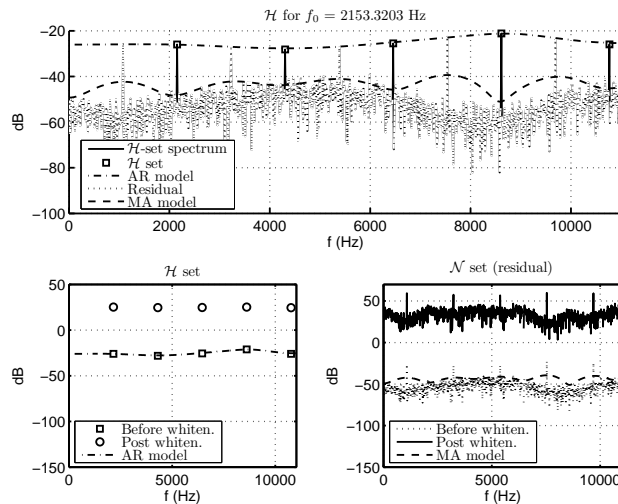 ℋ for f₀ = 2153.3203 Hz
−20
−40
−60
−80
−100
dB
0 2000 4000 6000 8000 10000
f (Hz)
ℋ-set spectrum
ℋ set
AR model
Residual
MA model
ℋ set
50
0
−50
−100
−150
dB
0 5000 10000
f (Hz)
Before whiten.
Post whiten.
AR model
𝒩 set (residual)
50
0
−50
−100
−150
dB
0 5000 10000
f (Hz)
Before whiten.
Post whiten.
MA model